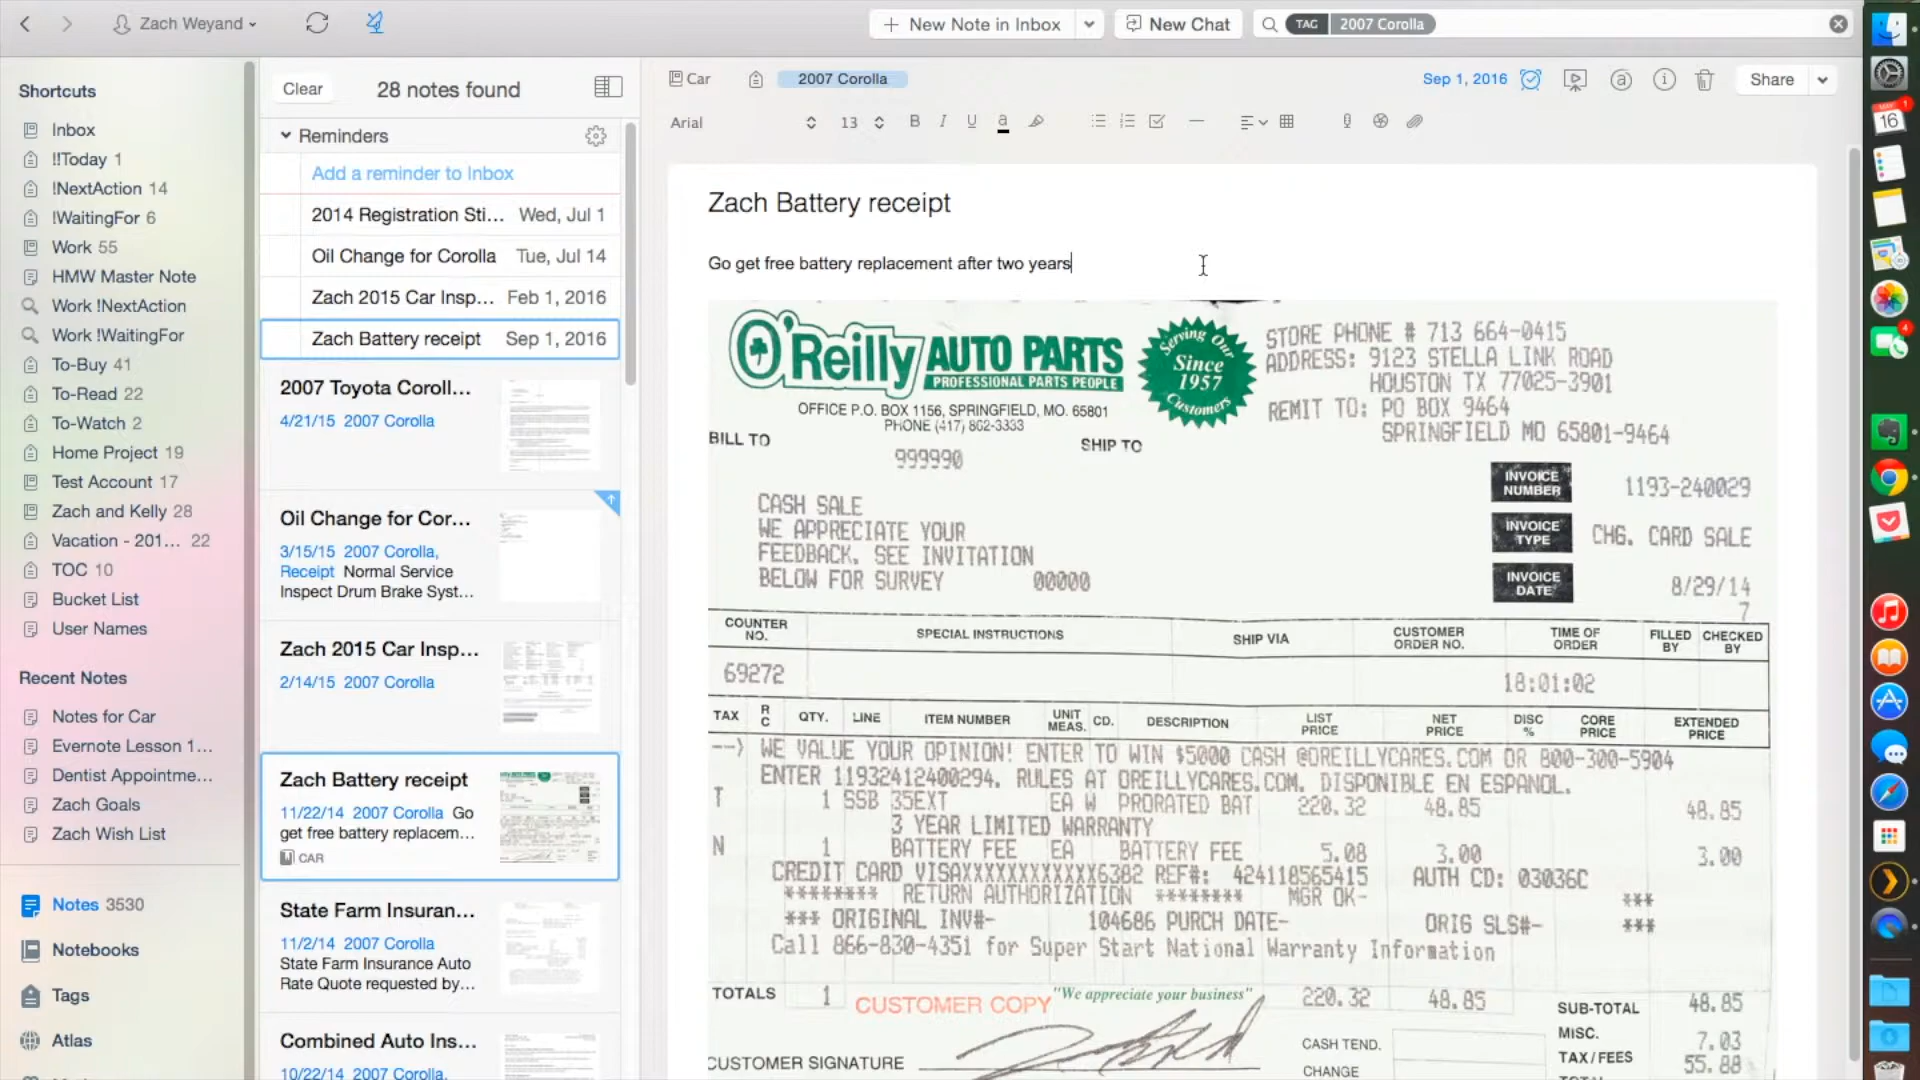 Zach Weyand
New Note in Inbox
New Chat
TAG
2007 Corolla
Shortcuts
Inbox
!!Today 1
!NextAction 14
!WaitingFor 6
Work 55
HMW Master Note
Work !NextAction
Work !WaitingFor
To-Buy 41
To-Read 22
To-Watch 2
Home Project 19
Test Account 17
Zach and Kelly 28
Vacation - 201... 22
TOC 10
Bucket List
User Names
Recent Notes
Notes for Car
Evernote Lesson 1...
Dentist Appointme...
Zach Goals
Zach Wish List
Notes 3530
Notebooks
Tags
Atlas
Clear
28 notes found
Reminders
Add a reminder to Inbox
2014 Registration Sti... Wed, Jul 1
Oil Change for Corolla Tue, Jul 14
Zach 2015 Car Insp... Feb 1, 2016
Zach Battery receipt Sep 1, 2016
2007 Toyota Coroll...
4/21/15 2007 Corolla
Oil Change for Cor...
3/15/15 2007 Corolla,
Receipt Normal Service
Inspect Drum Brake Syst...
Zach 2015 Car Insp...
2/14/15 2007 Corolla
Zach Battery receipt
11/22/14 2007 Corolla Go
get free battery replacem...
CAR
State Farm Insuran...
11/2/14 2007 Corolla
State Farm Insurance Auto
Rate Quote requested by...
Combined Auto Ins...
10/22/14 2007 Corolla,
Car
2007 Corolla
Sep 1, 2016
Share
Arial
13
B I U a
Zach Battery receipt
Go get free battery replacement after two years
O'Reilly AUTO PARTS
PROFESSIONAL PARTS PEOPLE
Serving Our
Since
1957
Customers
STORE PHONE # 713 664-0415
ADDRESS: 9123 STELLA LINK ROAD
HOUSTON TX 77025-3901
REMIT TO: PO BOX 9464
SPRINGFIELD MO 65801-9464
OFFICE P.O. BOX 1156, SPRINGFIELD, MO. 65801
PHONE (417) 862-3333
BILL TO
SHIP TO
999990
CASH SALE
WE APPRECIATE YOUR
FEEDBACK. SEE INVITATION
BELOW FOR SURVEY 00000
INVOICE NUMBER 1193-240029
INVOICE TYPE CHG. CARD SALE
INVOICE DATE 8/29/14
7
COUNTER NO. SPECIAL INSTRUCTIONS SHIP VIA CUSTOMER ORDER NO. TIME OF ORDER FILLED BY CHECKED BY
69272 18:01:02
TAX RC QTY. LINE ITEM NUMBER UNIT MEAS. CD. DESCRIPTION LIST PRICE NET PRICE DISC % CORE PRICE EXTENDED PRICE
--> WE VALUE YOUR OPINION! ENTER TO WIN $5000 CASH @OREILLYCARES.COM OR 800-300-5904
ENTER 11932412400294. RULES AT OREILLYCARES.COM. DISPONIBLE EN ESPANOL.
T 1 SSB 35EXT EA W PRORATED BAT 220.32 48.85 48.85
3 YEAR LIMITED WARRANTY
N 1 BATTERY FEE EA BATTERY FEE 5.08 3.00 3.00
CREDIT CARD VISAXXXXXXXXXXXX6382 REF#: 424118565415 AUTH CD: 03036C
******** RETURN AUTHORIZATION ******** MGR OK- ***
*** ORIGINAL INV#- 104686 PURCH DATE- ORIG SLS#- ***
Call 866-830-4351 for Super Start National Warranty Information
TOTALS 1 CUSTOMER COPY "We appreciate your business" 220.32 48.85 SUB-TOTAL 48.85
MISC. 7.03
CUSTOMER SIGNATURE CASH TEND. TAX/FEES 55.88
CHANGE
16